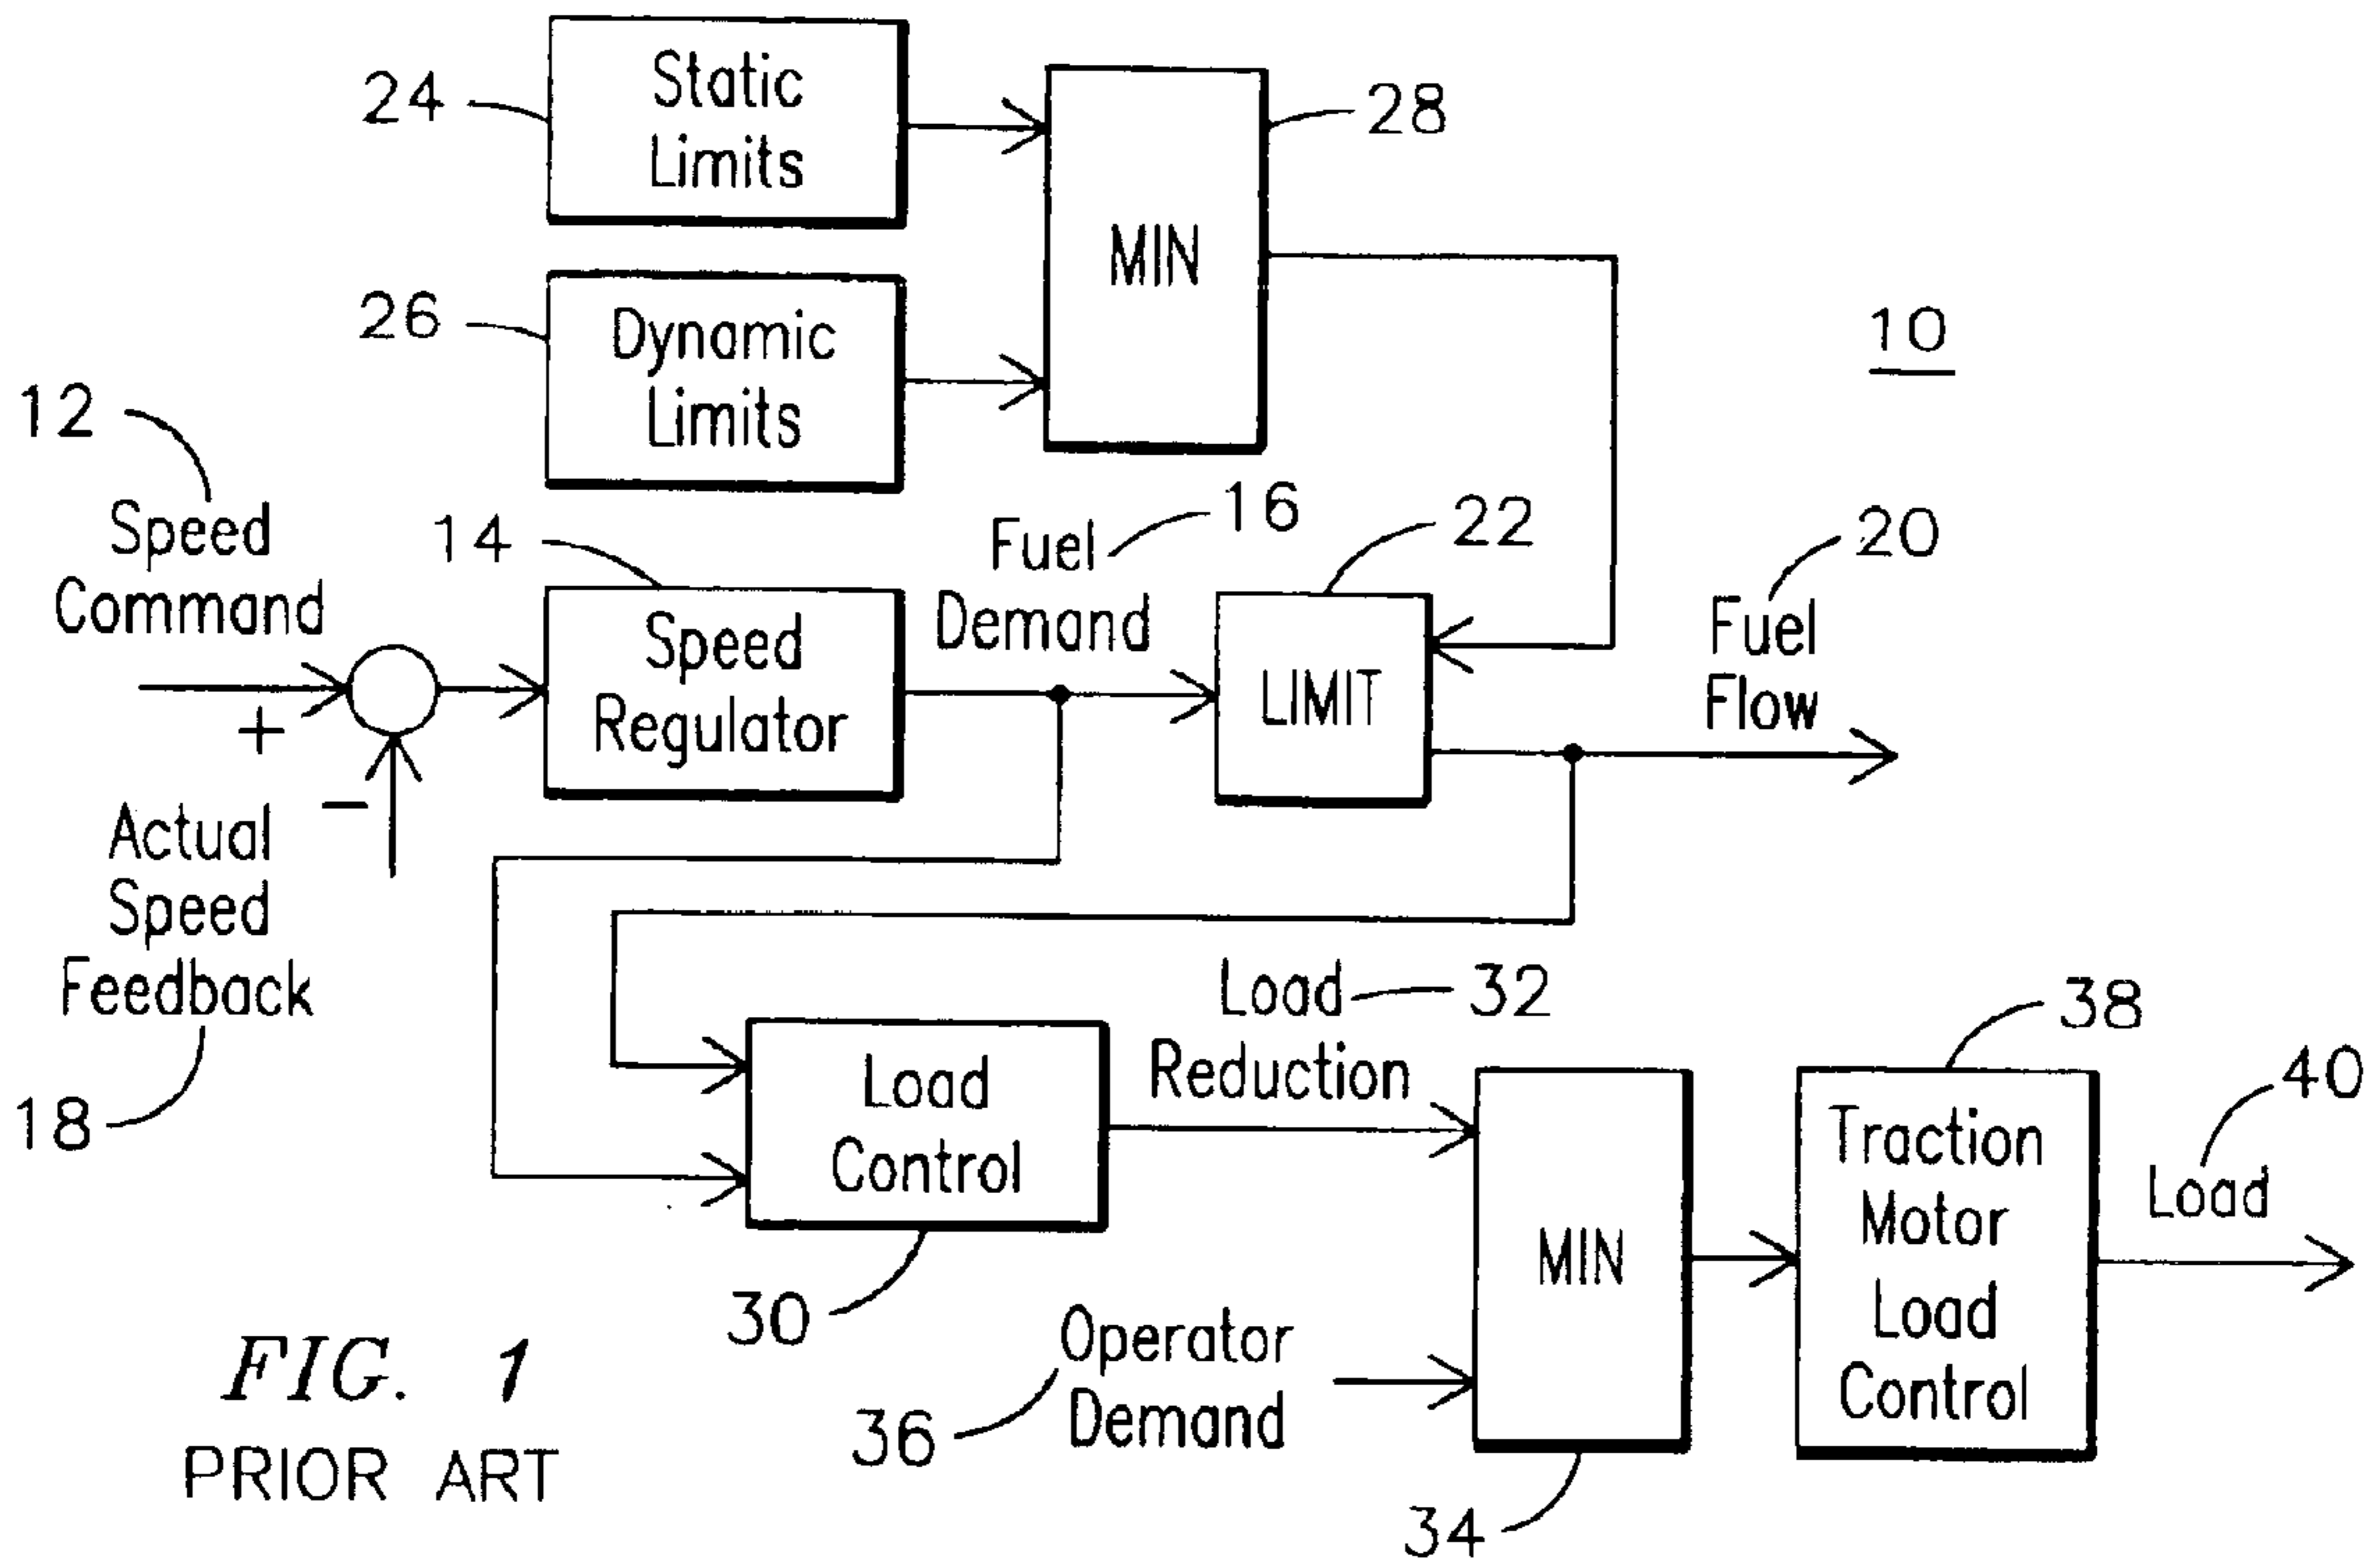 24
Static
Limits
28
MIN
26
Dynamic
Limits
10
12
Speed
Command
14
Speed
Regulator
Fuel
Demand
16
22
LIMIT
20
Fuel
Flow
+
−
Actual
Speed
Feedback
18
Load
Control
30
Load
Reduction
32
Operator
Demand
36
MIN
34
38
Traction
Motor
Load
Control
40
Load
FIG. 1
PRIOR ART